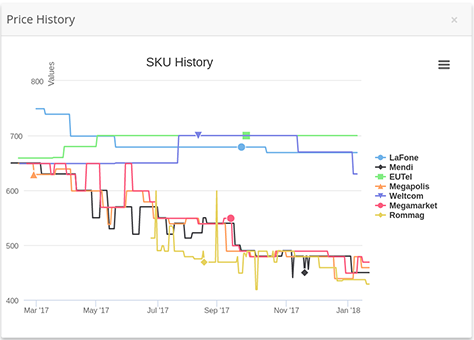 Price History
×
SKU History
Values
800
700
600
500
400
Mar '17
May '17
Jul '17
Sep '17
Nov '17
Jan '18
LaFone
Mendi
EUTel
Megapolis
Weltcom
Megamarket
Rommag